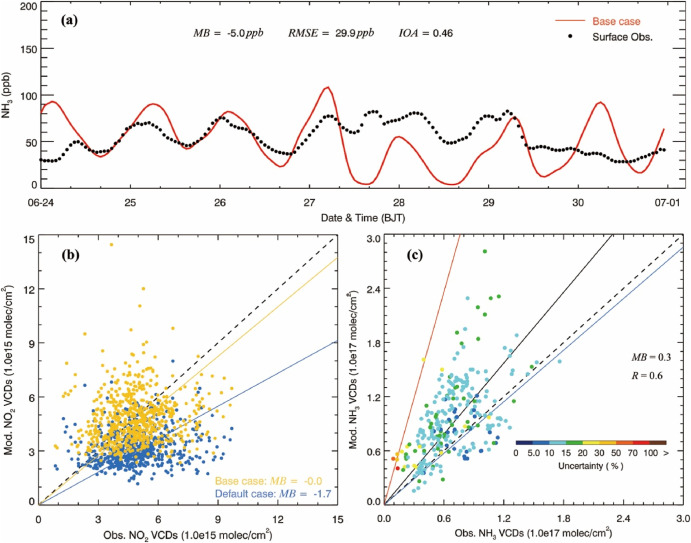 (a)
MB = -5.0ppb RMSE = 29.9ppb IOA = 0.46
Base case
Surface Obs.
NH3 (ppb)
200
150
100
50
0
06-24 25 26 27 28 29 30 07-01
Date & Time (BJT)
(b)
Mod. NO2 VCDs (1.0e15 molec/cm2)
15
12
9
6
3
0
Base case: MB = -0.0
Default case: MB = -1.7
0 3 6 9 12 15
Obs. NO2 VCDs (1.0e15 molec/cm2)
(c)
Mod. NH3 VCDs (1.0e17 molec/cm2)
3.0
2.4
1.8
1.2
0.6
0.0
MB = 0.3
R = 0.6
0 5.0 10 20 30 50 70 100 >
Uncertainty ( % )
0.0 0.6 1.2 1.8 2.4 3.0
Obs. NH3 VCDs (1.0e17 molec/cm2)